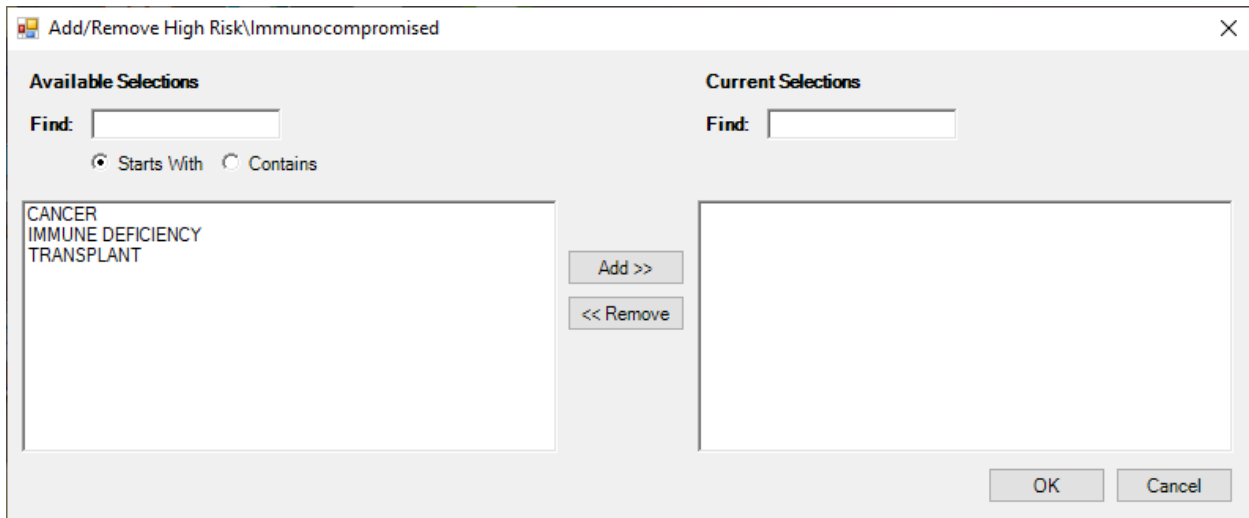 Add/Remove High Risk\Immunocompromised
Available Selections
Find:
Starts With
Contains
CANCER
IMMUNE DEFICIENCY
TRANSPLANT
Add >>
<< Remove
Current Selections
Find:
OK
Cancel